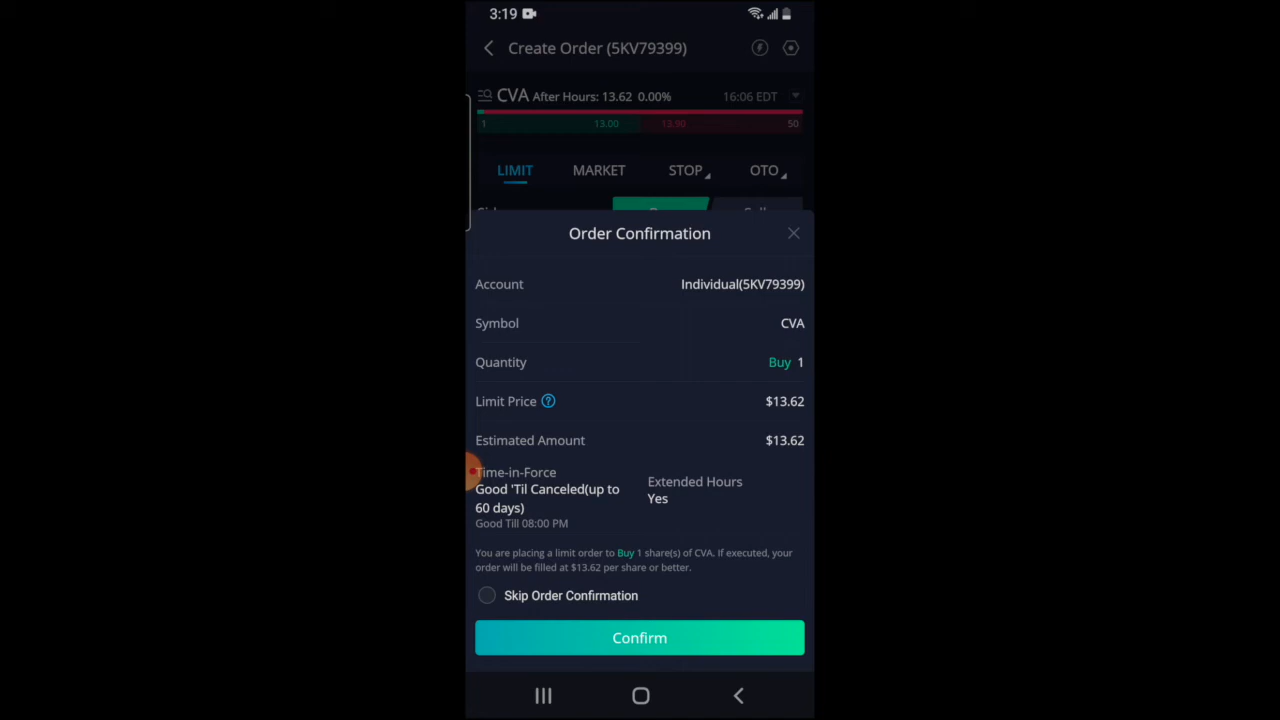 3:19
Create Order (5KV79399)
CVA After Hours: 13.62 0.00% 16:06 EDT
1 13.00 13.90 50
LIMIT MARKET STOP OTO
Order Confirmation
Account Individual(5KV79399)
Symbol CVA
Quantity Buy 1
Limit Price ? $13.62
Estimated Amount $13.62
Time-in-Force
Good 'Til Canceled(up to
60 days)
Good Till 08:00 PM
Extended Hours
Yes
You are placing a limit order to Buy 1 share(s) of CVA. If executed, your
order will be filled at $13.62 per share or better.
Skip Order Confirmation
Confirm